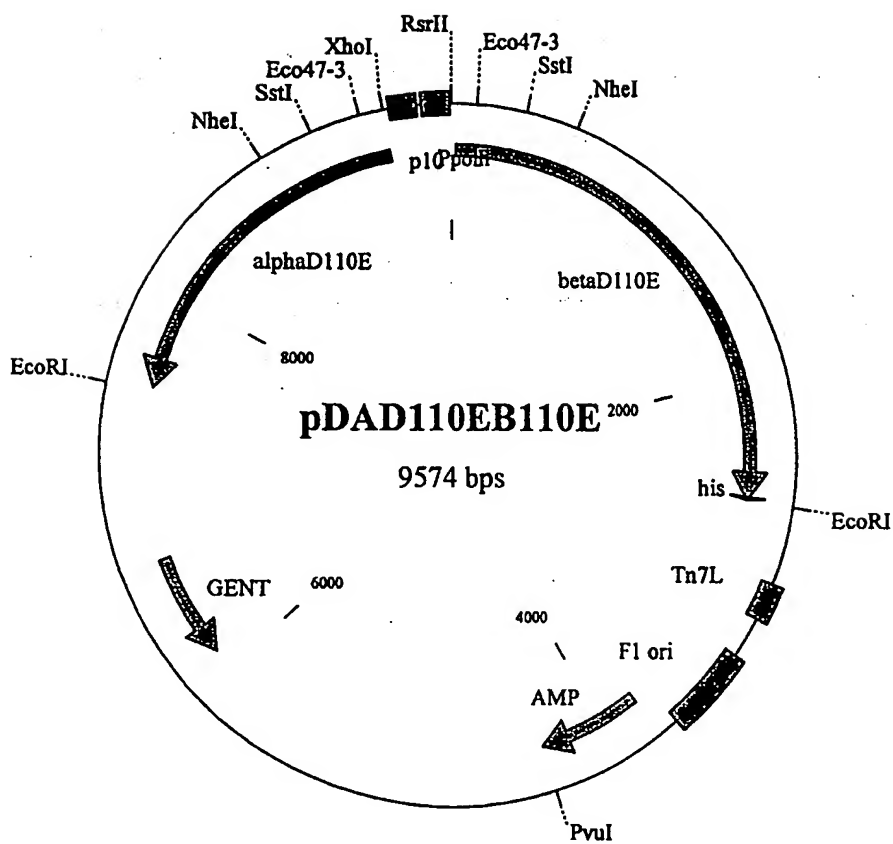 RsrII
XhoI
Eco47-3
Eco47-3
SstI
SstI
NheI
NheI
p10 Ppolh
alphaD110E
betaD110E
EcoRI
8000
pDAD110EB110E
2000
9574 bps
his
EcoRI
Tn7L
GENT
6000
4000
F1 ori
AMP
PvuI